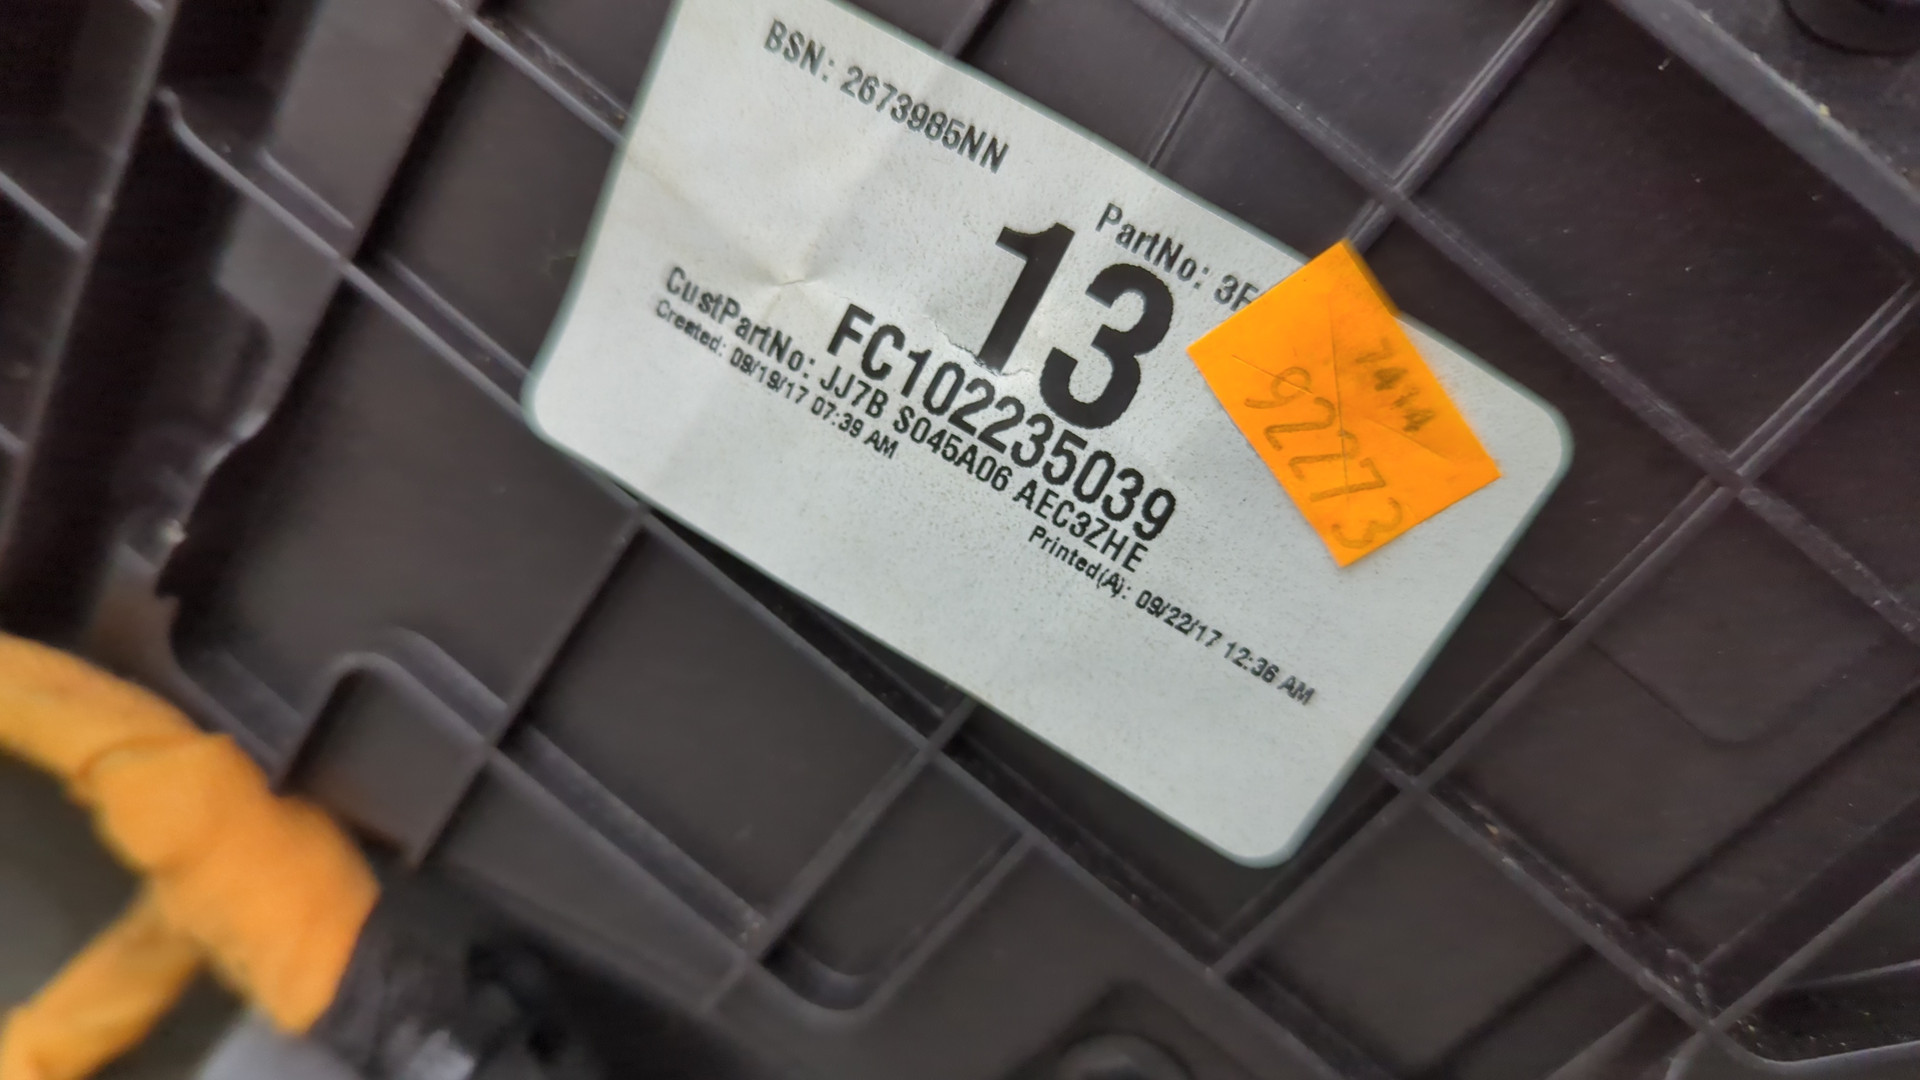 BSN: 2673985NN
PartNo: 3F
13
FC102235039
CustPartNo: JJ7B S045A06 AEC3ZHE
Created: 09/19/17 07:39 AM
Printed(A): 09/22/17 12:36 AM
7414
92273